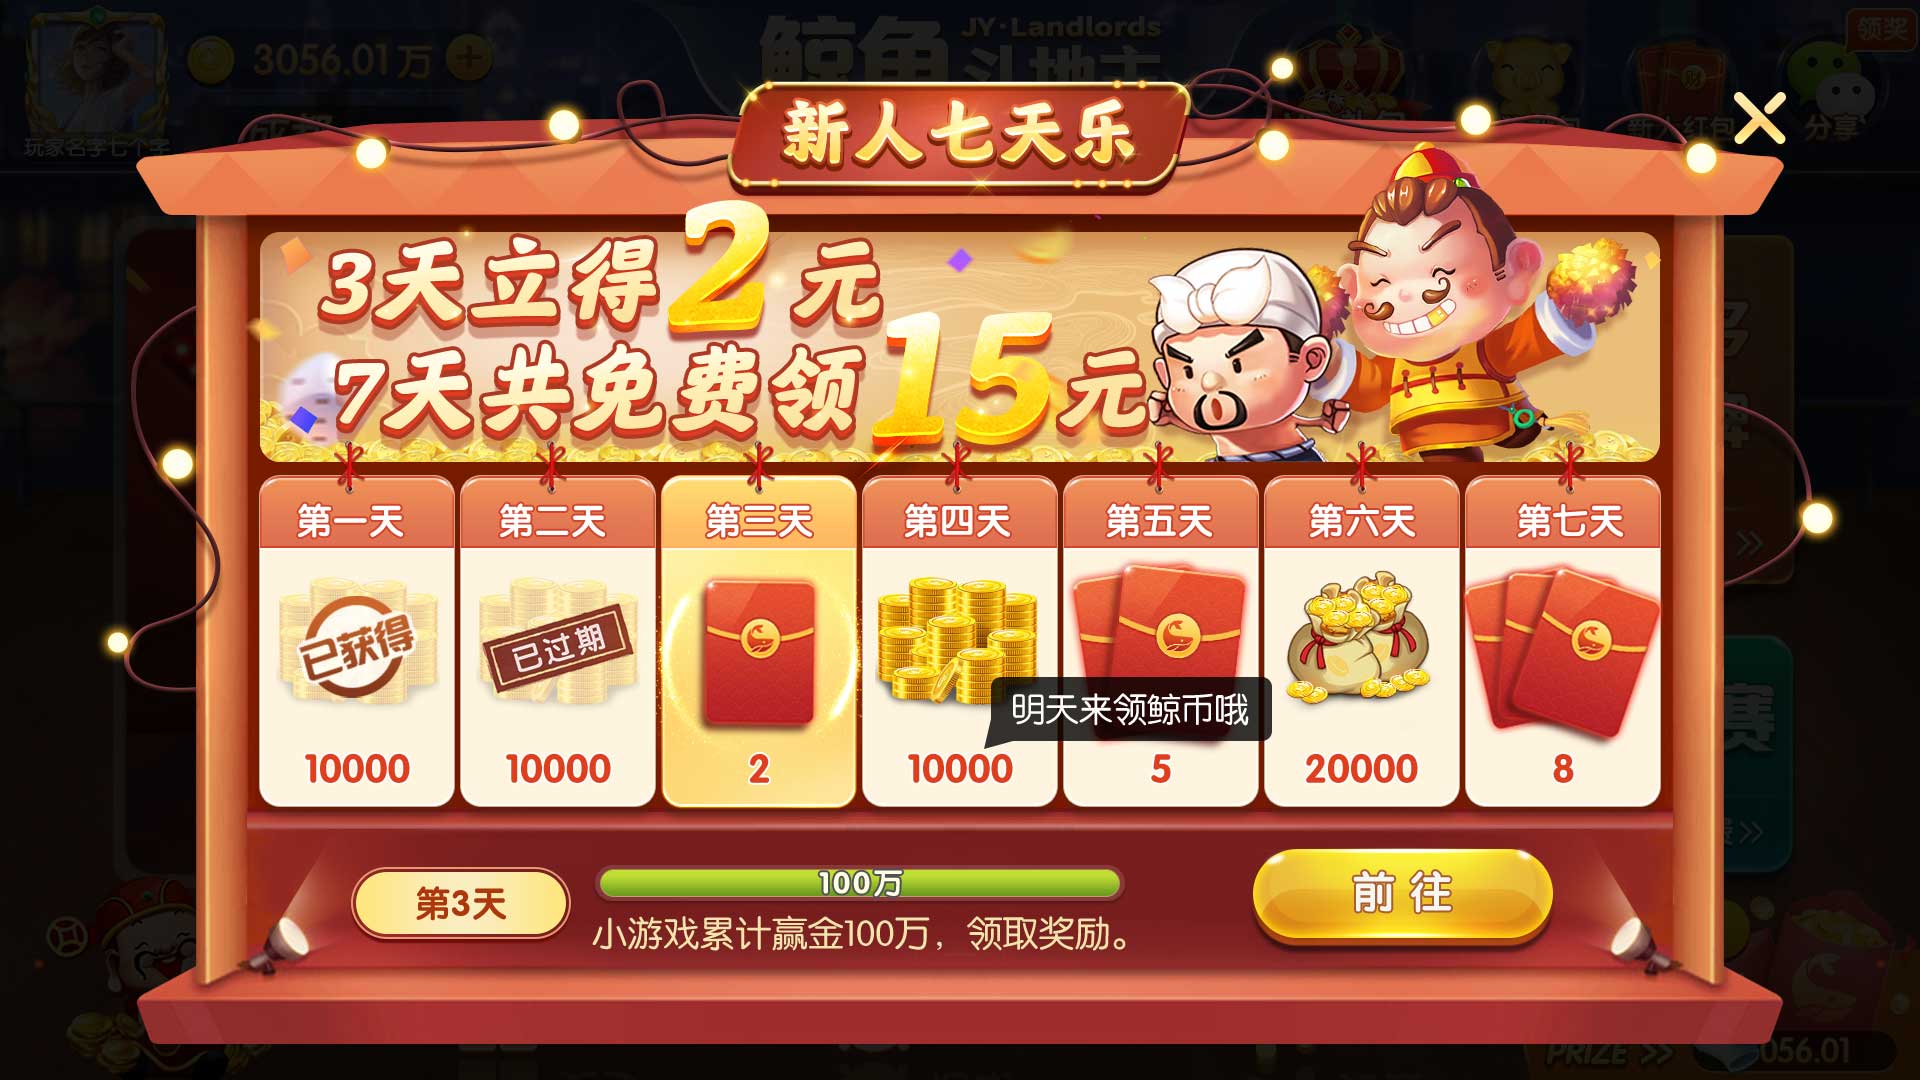 3056.01万
玩家名字七个字
鲸鱼
JY·Landlords
斗地主
新人红包
分享
领奖
新人七天乐
3天立得2元
7天共免费领15元
第一天
第二天
第三天
第四天
第五天
第六天
第七天
已获得
已过期
明天来领鲸币哦
10000
10000
2
10000
5
20000
8
第3天
100万
小游戏累计赢金100万，领取奖励。
前往
赛
PRIZE >>
056.01